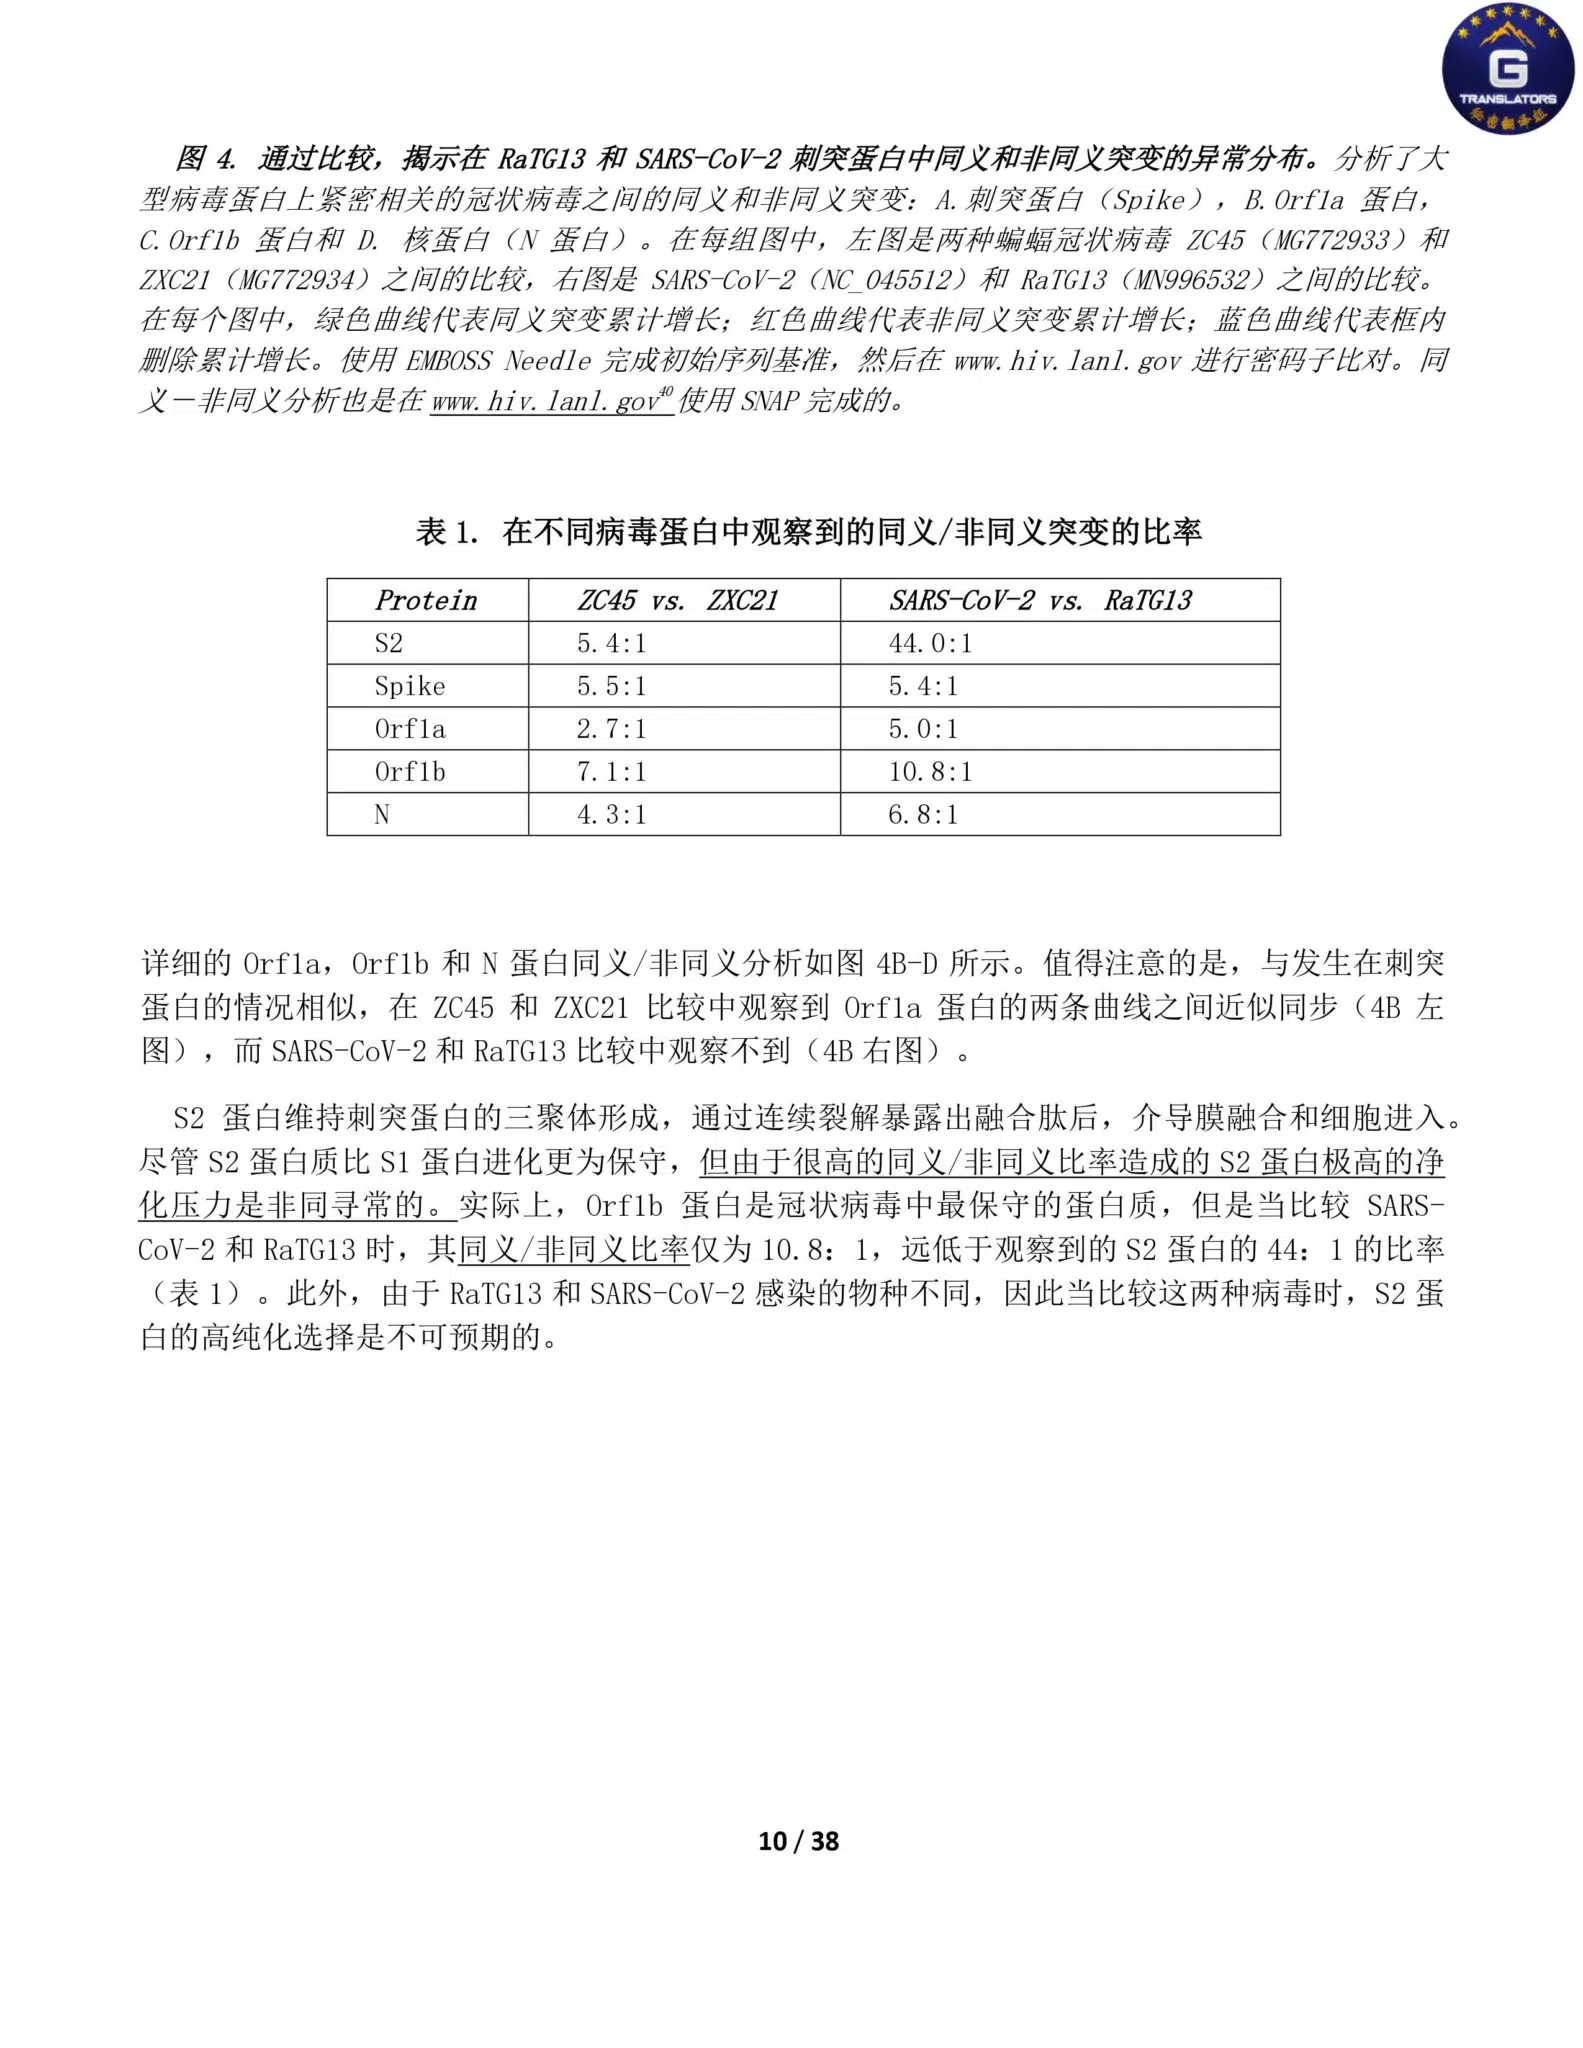 G
TRANSLATORS
秘密翻译组
图 4. 通过比较，揭示在 RaTG13 和 SARS-CoV-2 刺突蛋白中同义和非同义突变的异常分布。分析了大
型病毒蛋白上紧密相关的冠状病毒之间的同义和非同义突变：A.刺突蛋白（Spike），B.Orf1a 蛋白，
C.Orf1b 蛋白和 D. 核蛋白（N 蛋白）。在每组图中，左图是两种蝙蝠冠状病毒 ZC45（MG772933）和
ZXC21（MG772934）之间的比较，右图是 SARS-CoV-2（NC_045512）和 RaTG13（MN996532）之间的比较。
在每个图中，绿色曲线代表同义突变累计增长；红色曲线代表非同义突变累计增长；蓝色曲线代表框内
删除累计增长。使用 EMBOSS Needle 完成初始序列基准，然后在 www.hiv.lanl.gov 进行密码子比对。同
义－非同义分析也是在 www.hiv.lanl.gov40 使用 SNAP 完成的。
表 1. 在不同病毒蛋白中观察到的同义/非同义突变的比率
Protein ZC45 vs. ZXC21 SARS-CoV-2 vs. RaTG13
S2 5.4:1 44.0:1
Spike 5.5:1 5.4:1
Orf1a 2.7:1 5.0:1
Orf1b 7.1:1 10.8:1
N 4.3:1 6.8:1
详细的 Orf1a，Orf1b 和 N 蛋白同义/非同义分析如图 4B-D 所示。值得注意的是，与发生在刺突
蛋白的情况相似，在 ZC45 和 ZXC21 比较中观察到 Orf1a 蛋白的两条曲线之间近似同步（4B 左
图），而 SARS-CoV-2 和 RaTG13 比较中观察不到（4B 右图）。
S2 蛋白维持刺突蛋白的三聚体形成，通过连续裂解暴露出融合肽后，介导膜融合和细胞进入。
尽管 S2 蛋白质比 S1 蛋白进化更为保守，但由于很高的同义/非同义比率造成的 S2 蛋白极高的净
化压力是非同寻常的。实际上，Orf1b 蛋白是冠状病毒中最保守的蛋白质，但是当比较 SARS-
CoV-2 和 RaTG13 时，其同义/非同义比率仅为 10.8：1，远低于观察到的 S2 蛋白的 44：1 的比率
（表 1）。此外，由于 RaTG13 和 SARS-CoV-2 感染的物种不同，因此当比较这两种病毒时，S2 蛋
白的高纯化选择是不可预期的。
10 / 38